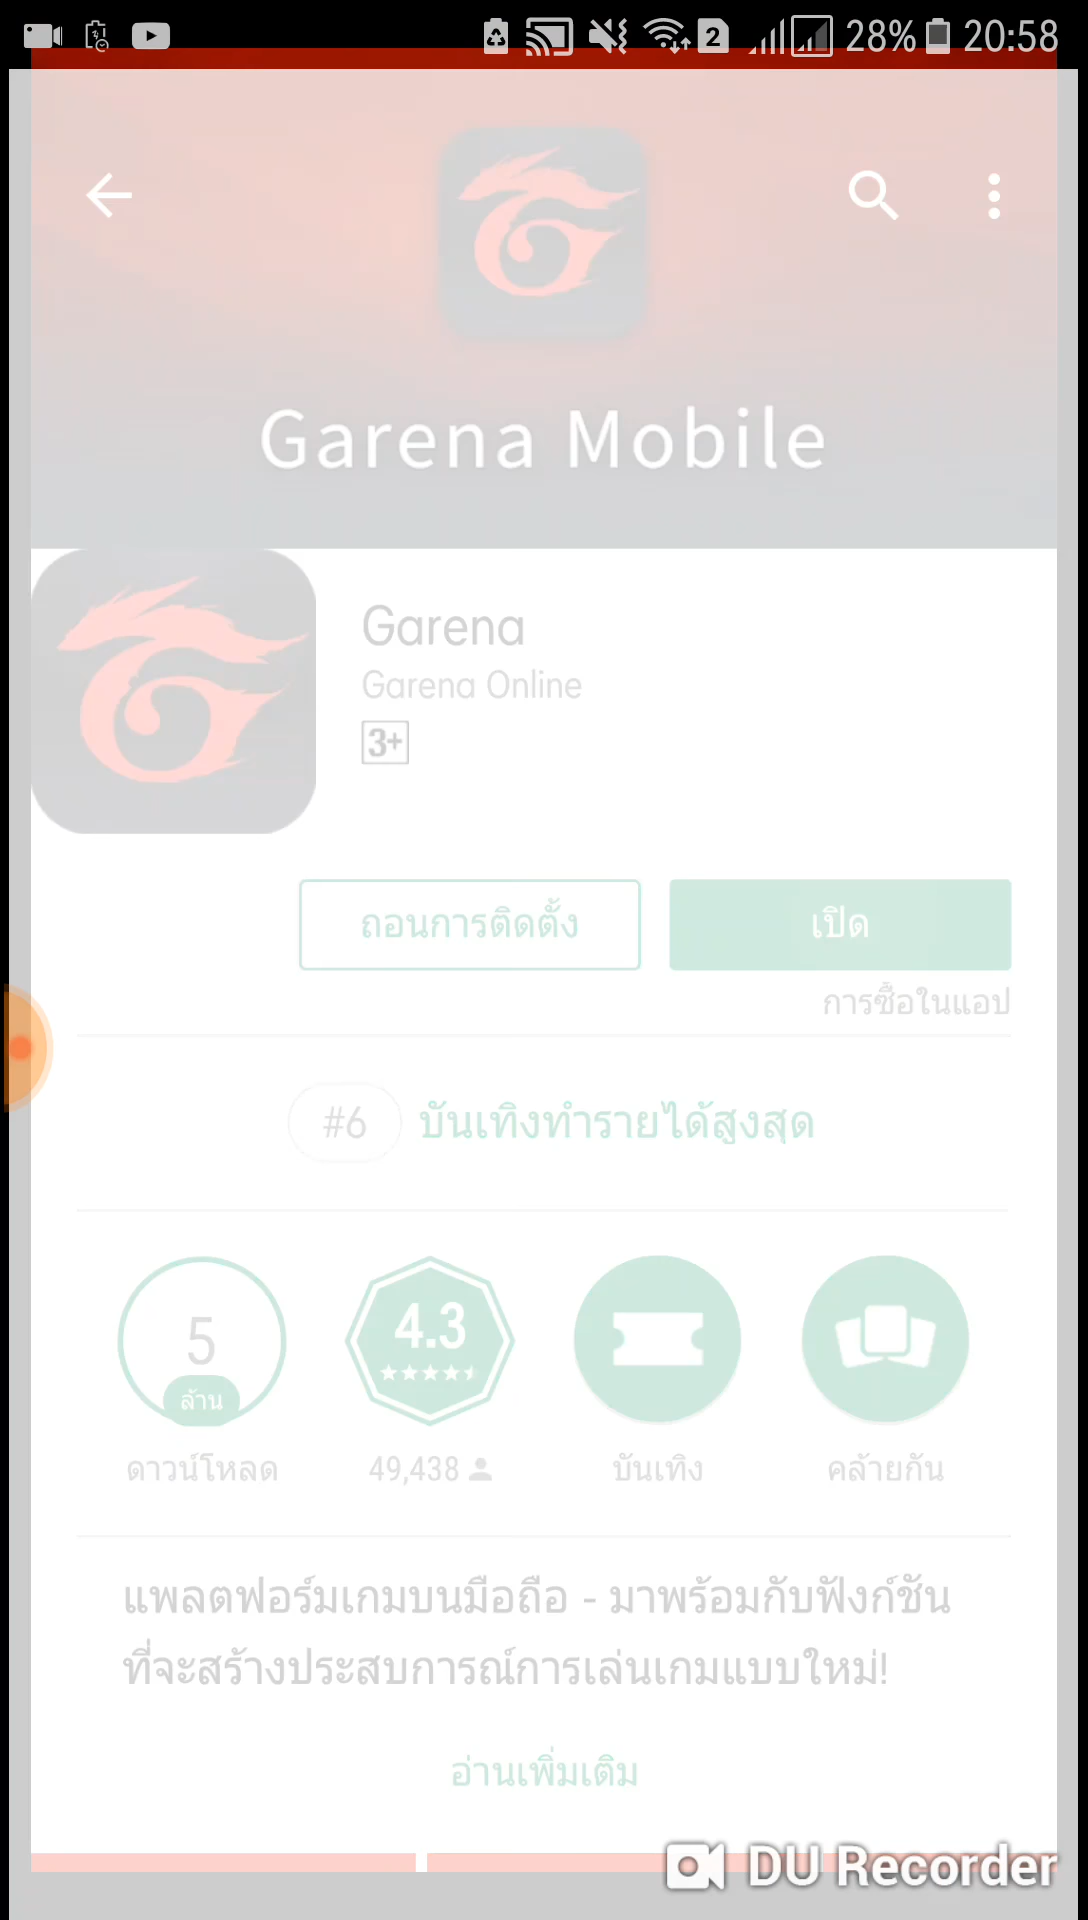 2 28% 20:58
Garena Mobile
Garena
Garena Online
3+
ถอนการติดตั้ง
เปิด
การซื้อในแอป
#6 บันเทิงทำรายได้สูงสุด
5
ล้าน
4.3
ดาวน์โหลด 49,438 บันเทิง คล้ายกัน
แพลตฟอร์มเกมบนมือถือ - มาพร้อมกับฟังก์ชัน
ที่จะสร้างประสบการณ์การเล่นเกมแบบใหม่!
อ่านเพิ่มเติม
DU Recorder